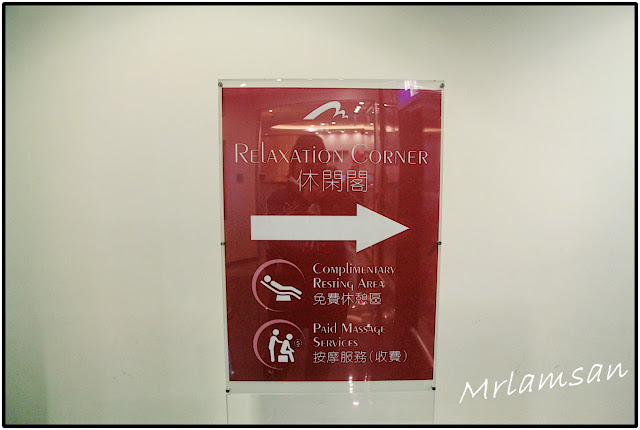 Relaxation Corner
休閑閣
Complimentary
Resting Area
免費休憩區
Paid Massage
Services
按摩服務(收費)
$
Mrlamsan